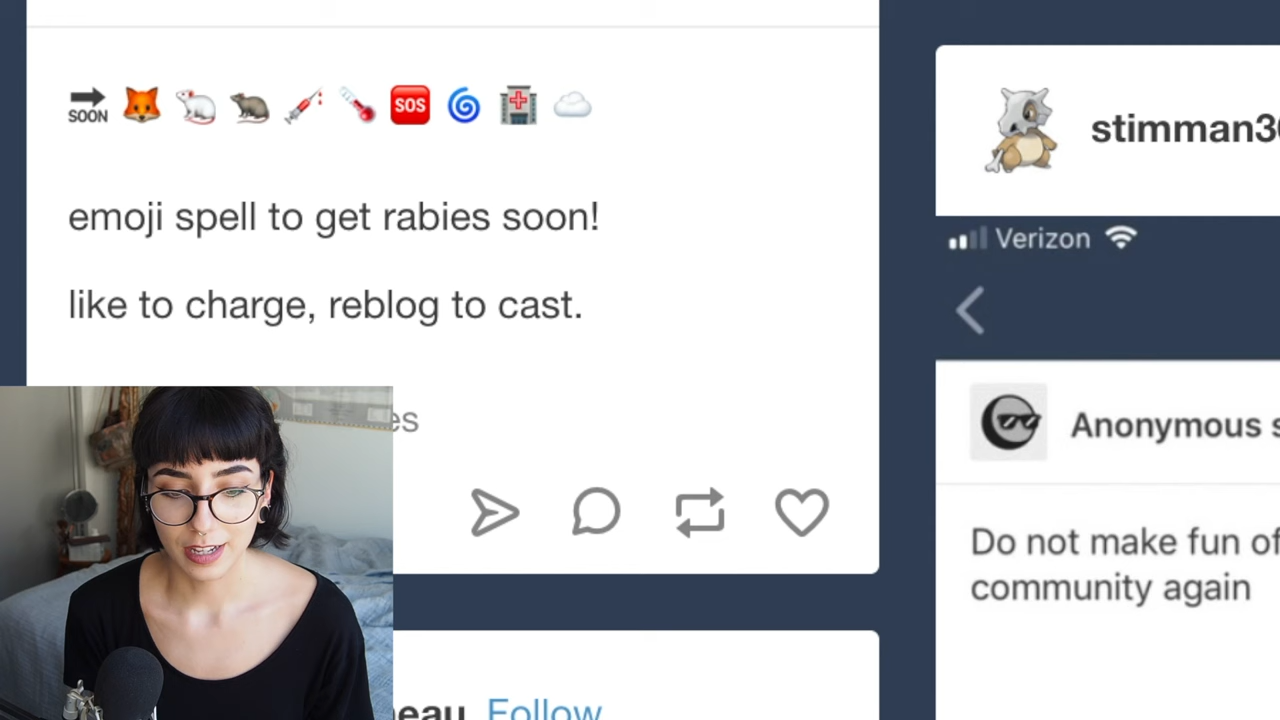 SOON
SOS
emoji spell to get rabies soon!
like to charge, reblog to cast.
Follow
Verizon
Anonymous
Do not make fun of
community again